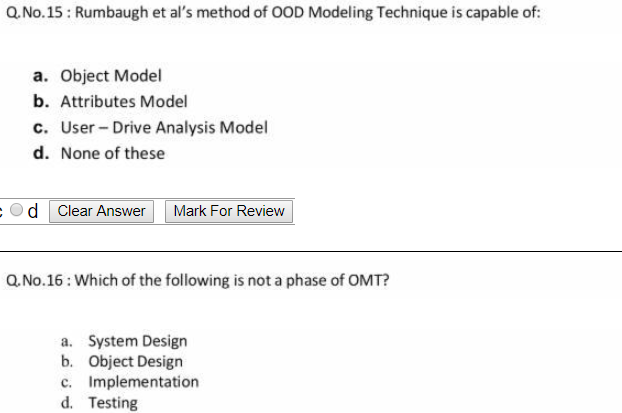 Q.No.15 : Rumbaugh et al's method of OOD Modeling Technique is capable of:
a. Object Model
b. Attributes Model
c. User – Drive Analysis Model
d. None of these
d Clear Answer Mark For Review
Q.No.16 : Which of the following is not a phase of OMT?
a. System Design
b. Object Design
c. Implementation
d. Testing